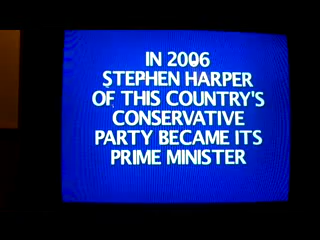 IN 2006
STEPHEN HARPER
OF THIS COUNTRY'S
CONSERVATIVE
PARTY BECAME ITS
PRIME MINISTER